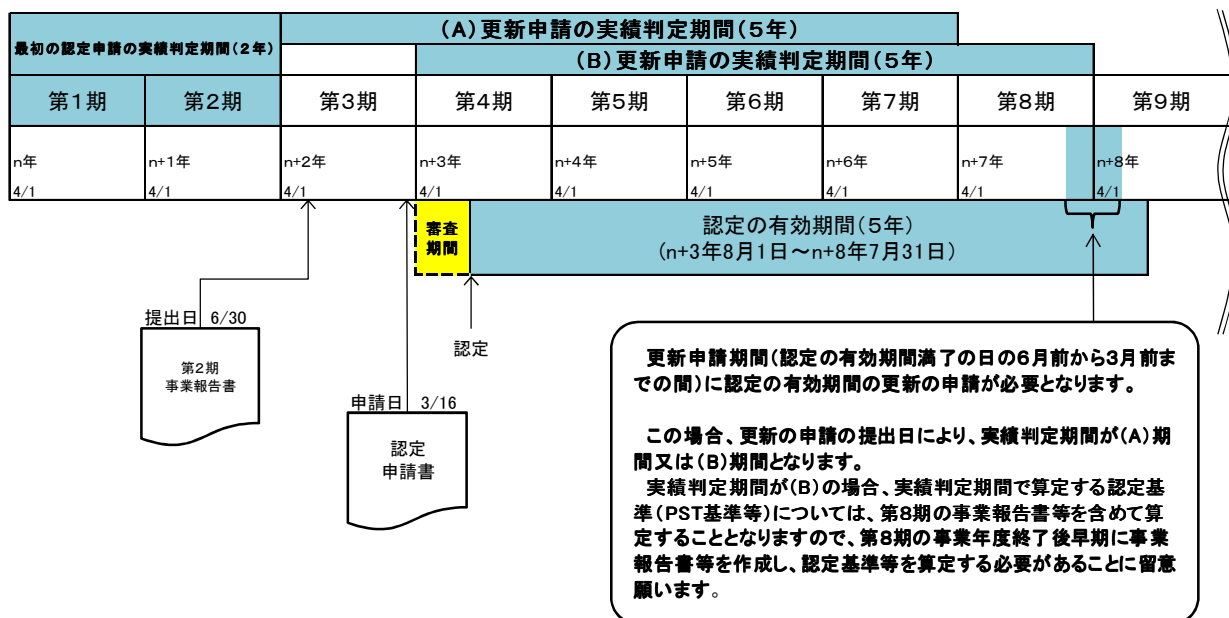 最初の認定申請の実績判定期間(2年)
(A)更新申請の実績判定期間(5年)
(B)更新申請の実績判定期間(5年)
第1期 第2期 第3期 第4期 第5期 第6期 第7期 第8期 第9期
n年 n+1年 n+2年 n+3年 n+4年 n+5年 n+6年 n+7年 n+8年
4/1 4/1 4/1 4/1 4/1 4/1 4/1 4/1 4/1
審査
期間
認定の有効期間(5年)
(n+3年8月1日~n+8年7月31日)
提出日 6/30
第2期
事業報告書
認定
申請日 3/16
認定
申請書
更新申請期間(認定の有効期間満了の日の6月前から3月前ま
での間)に認定の有効期間の更新の申請が必要となります。
この場合、更新の申請の提出日により、実績判定期間が(A)期
間又は(B)期間となります。
実績判定期間が(B)の場合、実績判定期間で算定する認定基
準(PST基準等)については、第8期の事業報告書等を含めて算
定することとなりますので、第8期の事業年度終了後早期に事業
報告書等を作成し、認定基準等を算定する必要があることに留意
願います。